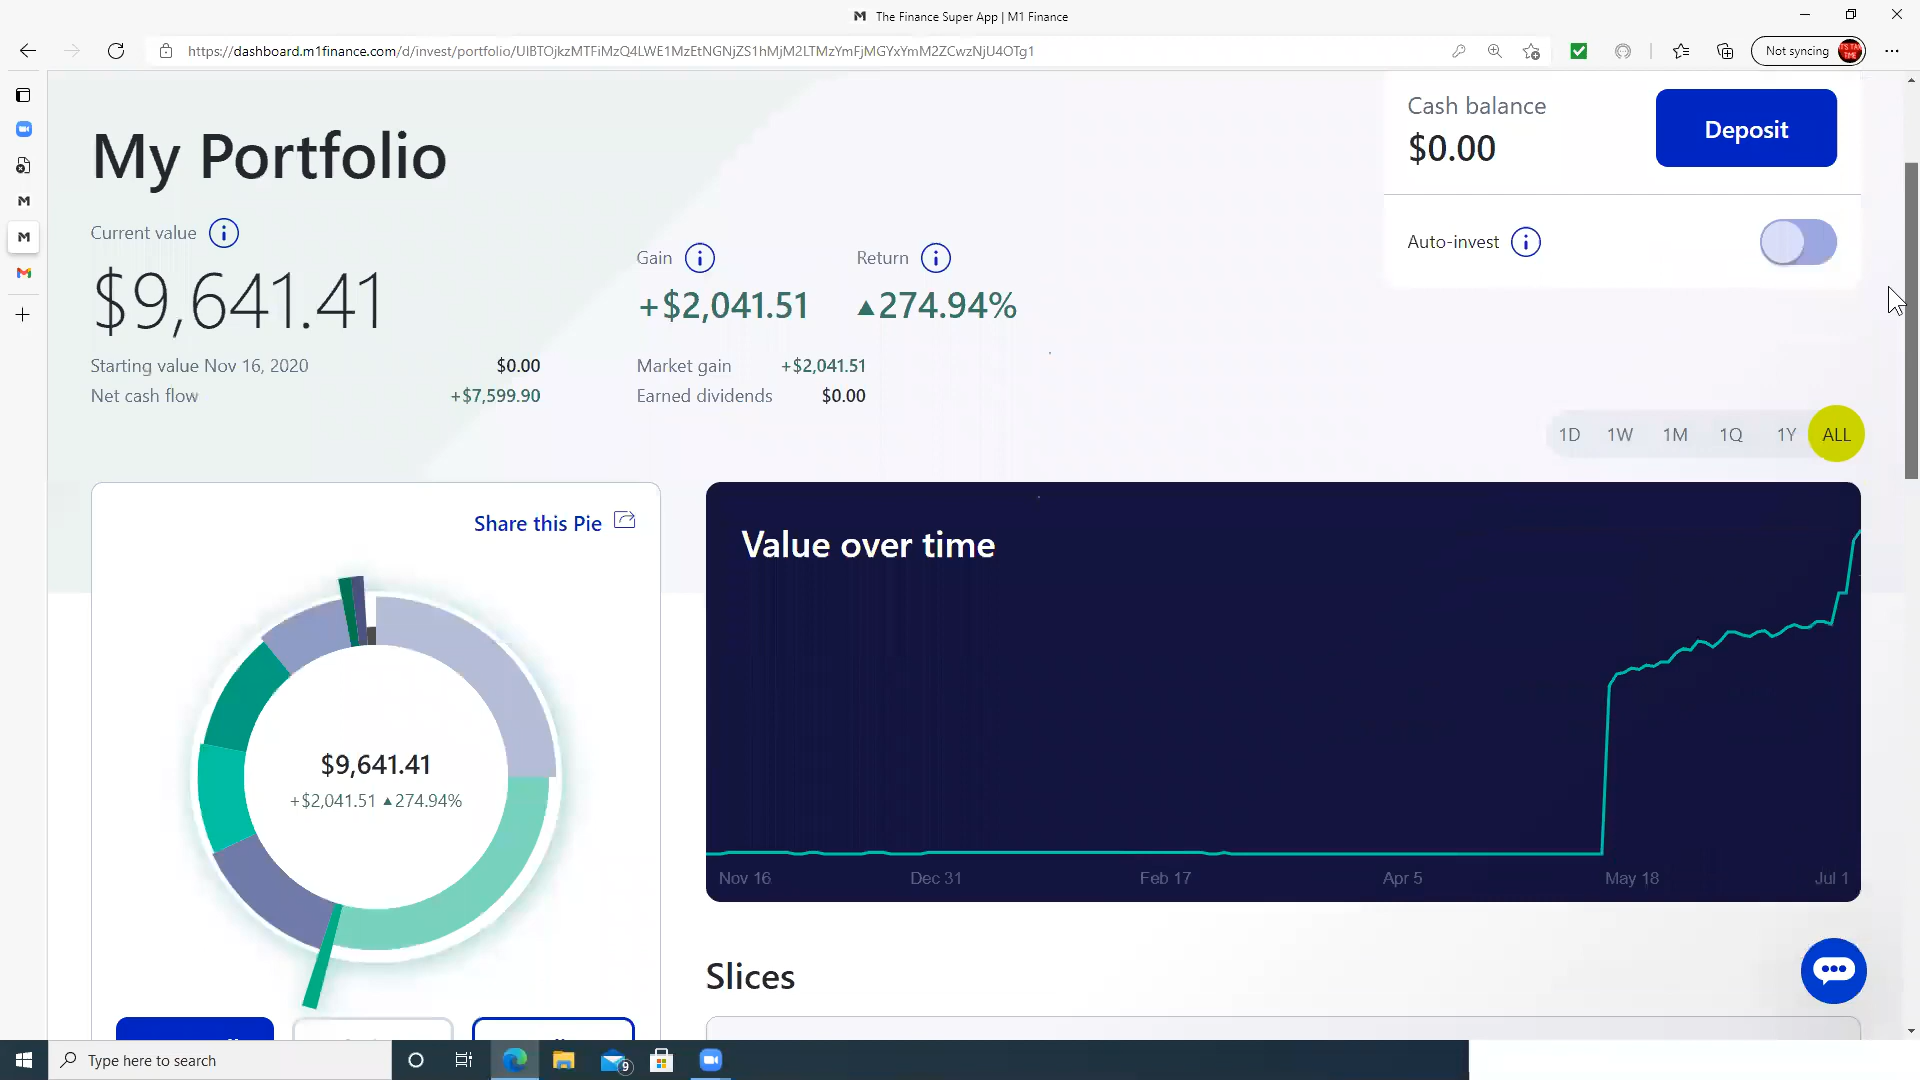 The Finance Super App | M1 Finance
https://dashboard.m1finance.com/d/invest/portfolio/UlBTOjkzMTFiMzQ4LWE1MzEtNGNjZS1hMjM2LTMzYmFjMGYxYmM2ZCwzNjU4OTg1
Not syncing
My Portfolio
Cash balance
$0.00
Deposit
Auto-invest
Current value
$9,641.41
Gain
Return
+$2,041.51
▲274.94%
Starting value Nov 16, 2020 $0.00
Net cash flow +$7,599.90
Market gain +$2,041.51
Earned dividends $0.00
1D 1W 1M 1Q 1Y ALL
Share this Pie
$9,641.41
+$2,041.51 ▲274.94%
Value over time
Nov 16 Dec 31 Feb 17 Apr 5 May 18 Jul 1
Slices
Type here to search
9